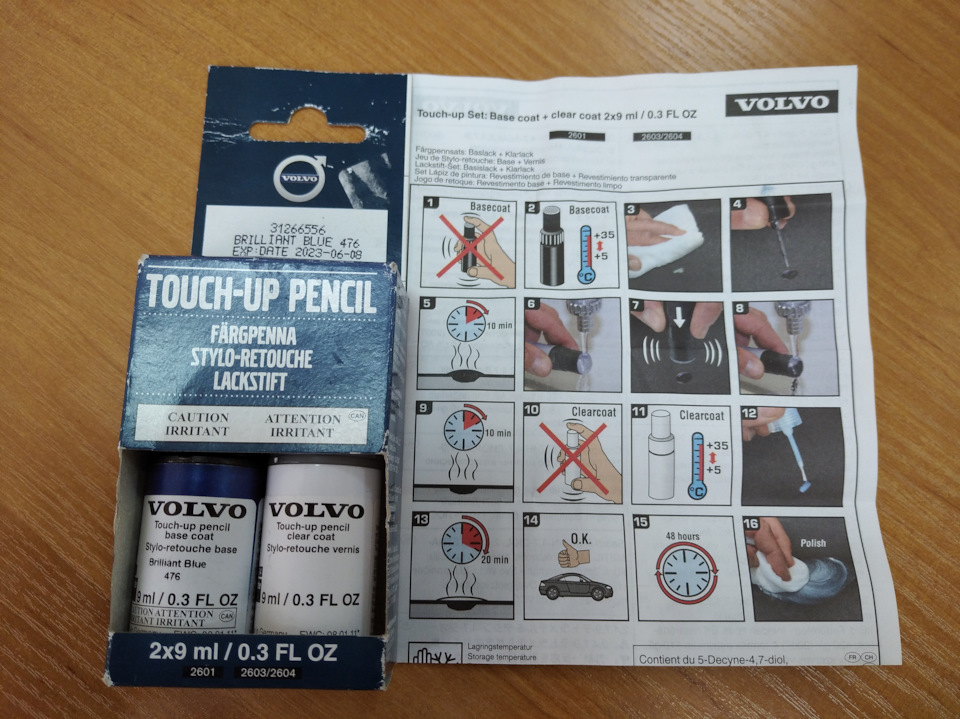 VOLVO
31266556
BRILLIANT BLUE 476
EXP:DATE 2023-06-08
TOUCH-UP PENCIL
FÄRGPENNA
STYLO-RETOUCHE
LACKSTIFT
CAUTION
IRRITANT
ATTENTION
IRRITANT
CAN
VOLVO
Touch-up pencil
base coat
Stylo-retouche base
Brilliant Blue
476
9 ml / 0.3 FL OZ
ATTENTION
IRRITANT
CAN
VOLVO
Touch-up pencil
clear coat
Stylo-retouche vernis
9 ml / 0.3 FL OZ
2x9 ml / 0.3 FL OZ
2601 2603/2604
VOLVO
Touch-up Set: Base coat + clear coat 2x9 ml / 0.3 FL OZ
2601 2603/2604
Färgpennsats: Baslack + Klarlack
Jeu de Stylo-retouche: Base + Vernis
Lackstift-Set: Basislack + Klarlack
Set Lápiz de pintura: Revestimiento de base + Revestimiento transparente
Jogo de retoque: Revestimento base + Revestimento limpo
1 Basecoat
2 Basecoat
+35
+5
°C
3
4
5
10 min
6
7
8
9
10 min
10 Clearcoat
11 Clearcoat
+35
+5
°C
12
13
20 min
14
O.K.
15
48 hours
16
Polish
Lagringstemperatur
Storage temperature
Contient du 5-Decyne-4,7-diol,
FR CH